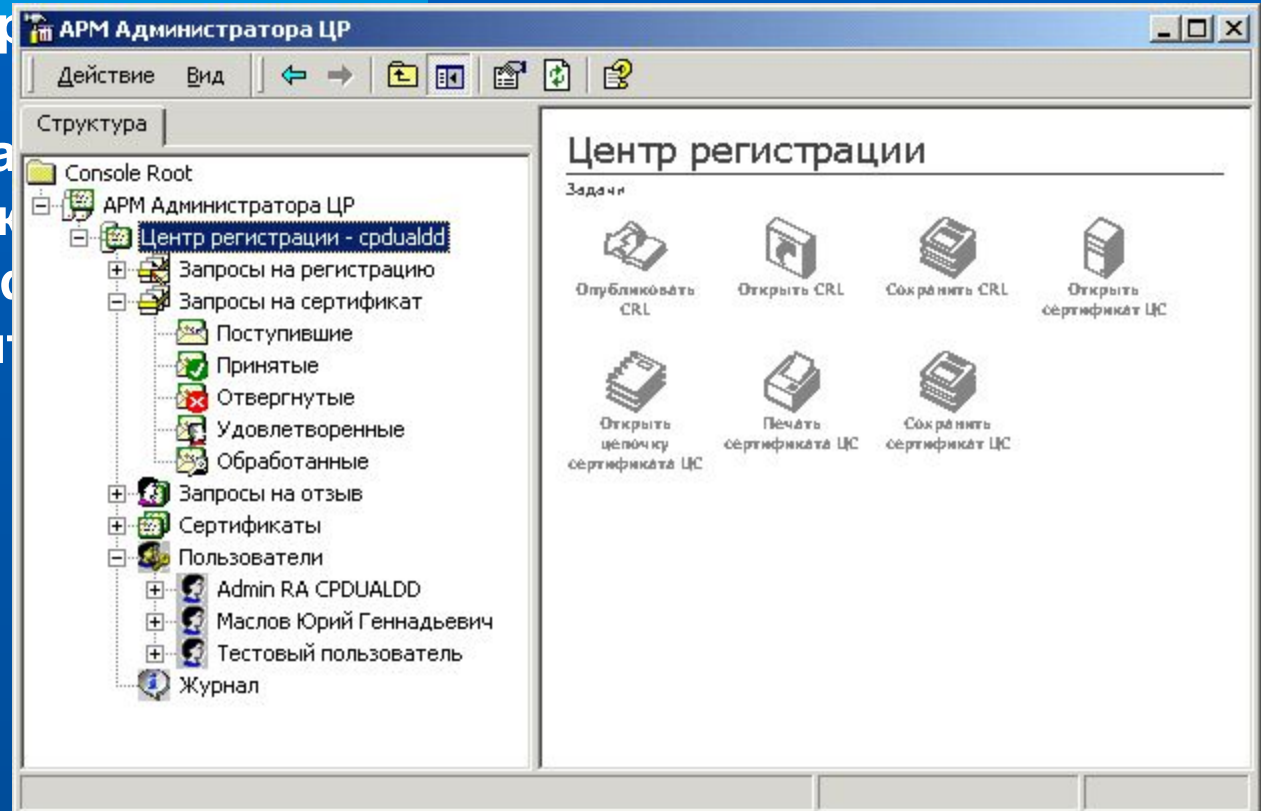 АРМ Администратора ЦР
Действие Вид
Структура
Console Root
АРМ Администратора ЦР
Центр регистрации - cpdualdd
Запросы на регистрацию
Запросы на сертификат
Поступившие
Принятые
Отвергнутые
Удовлетворенные
Обработанные
Запросы на отзыв
Сертификаты
Пользователи
Admin RA CPDUALDD
Маслов Юрий Геннадьевич
Тестовый пользователь
Журнал
Центр регистрации
Задачи
Опубликовать
CRL
Открыть CRL
Сохранить CRL
Открыть
сертификат ЦС
Открыть
цепочку
сертификата ЦС
Печать
сертификата ЦС
Сохранить
сертификат ЦС